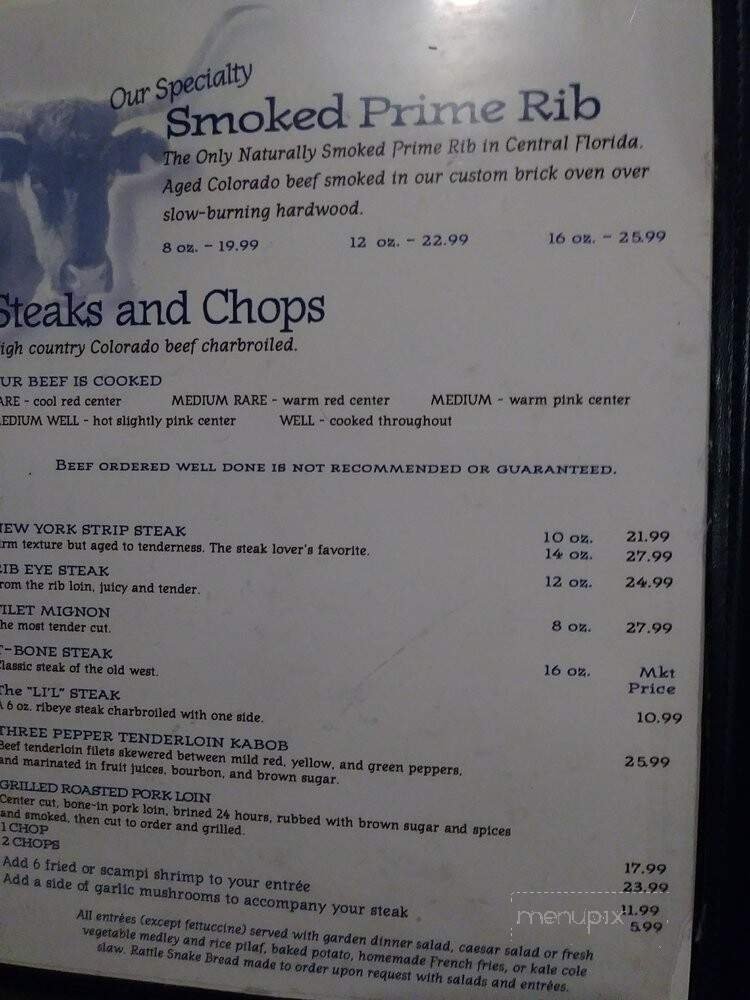 Our Specialty
Smoked Prime Rib
The Only Naturally Smoked Prime Rib in Central Florida.
Aged Colorado beef smoked in our custom brick oven over
slow-burning hardwood.
8 oz. - 19.99 12 oz. - 22.99 16 oz. - 25.99
Steaks and Chops
igh country Colorado beef charbroiled.
UR BEEF IS COOKED
ARE - cool red center MEDIUM RARE - warm red center MEDIUM - warm pink center
EDIUM WELL - hot slightly pink center WELL - cooked throughout
BEEF ORDERED WELL DONE IS NOT RECOMMENDED OR GUARANTEED.
NEW YORK STRIP STEAK 10 oz. 21.99
irm texture but aged to tenderness. The steak lover's favorite. 14 oz. 27.99
RIB EYE STEAK 12 oz. 24.99
rom the rib loin, juicy and tender.
FILET MIGNON 8 oz. 27.99
he most tender cut.
T-BONE STEAK 16 oz. Mkt Price
Classic steak of the old west.
The "LI'L" STEAK
A 6 oz. ribeye steak charbroiled with one side. 10.99
THREE PEPPER TENDERLOIN KABOB
Beef tenderloin filets skewered between mild red, yellow, and green peppers, 25.99
and marinated in fruit juices, bourbon, and brown sugar.
GRILLED ROASTED PORK LOIN
Center cut, bone-in pork loin, brined 24 hours, rubbed with brown sugar and spices
and smoked, then cut to order and grilled.
1 CHOP 17.99
2 CHOPS 23.99
Add 6 fried or scampi shrimp to your entrée 11.99
Add a side of garlic mushrooms to accompany your steak 5.99
All entrées (except fettuccine) served with garden dinner salad, caesar salad or fresh
vegetable medley and rice pilaf, baked potato, homemade French fries, or kale cole
slaw. Rattle Snake Bread made to order upon request with salads and entrées.
menupix